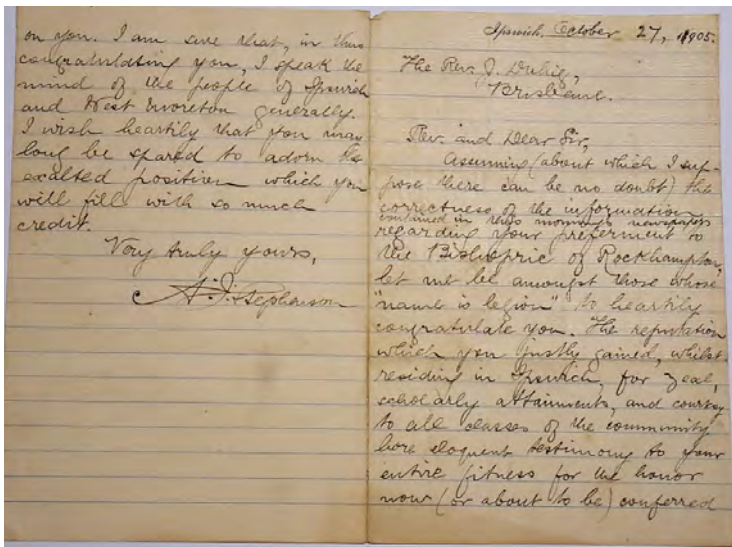 Ipswich. October 27, 1905.
The Rev. J. Duhig,
Brisbane.
Rev. and Dear Sir,
Assuming (about which I sup-
pose there can be no doubt) the
correctness of the information
contained in this morning's newspapers
regarding your preferment to
the Bishopric of Rockhampton,
let me be amongst those whose
"name is legion" to heartily
congratulate you. The reputation
which you justly gained, whilst
residing in Ipswich, for zeal,
scholarly attainments, and courtesy
to all classes of the community
bore eloquent testimony to your
entire fitness for the honor
now (or about to be) conferred
on you. I am sure that, in thus
congratulating you, I speak the
mind of the people of Ipswich
and West Moreton generally.
I wish heartily that you may
long be spared to adorn the
exalted position which you
will fill with so much
credit.
Very truly yours,
A. J. Stephenson